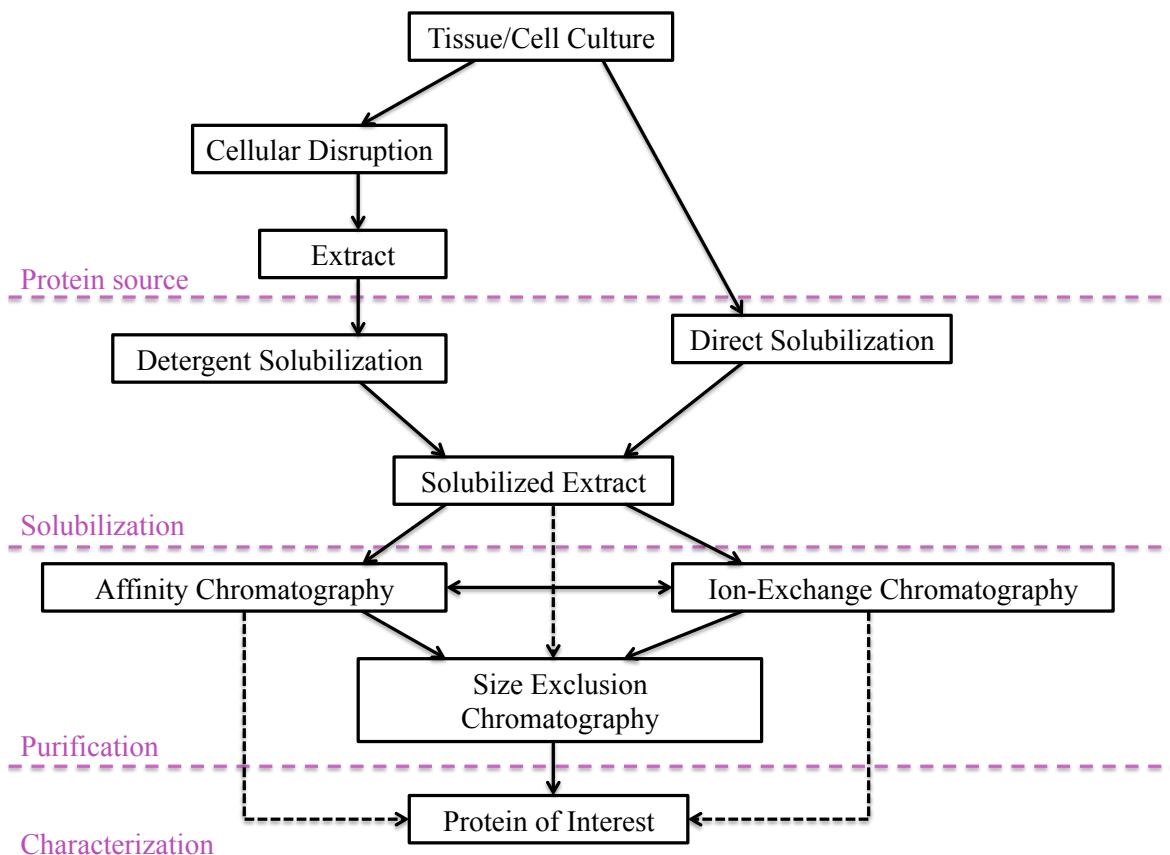 Tissue/Cell Culture
Cellular Disruption
Extract
Protein source
Direct Solubilization
Detergent Solubilization
Solubilized Extract
Solubilization
Affinity Chromatography
Ion-Exchange Chromatography
Size Exclusion
Chromatography
Purification
Protein of Interest
Characterization